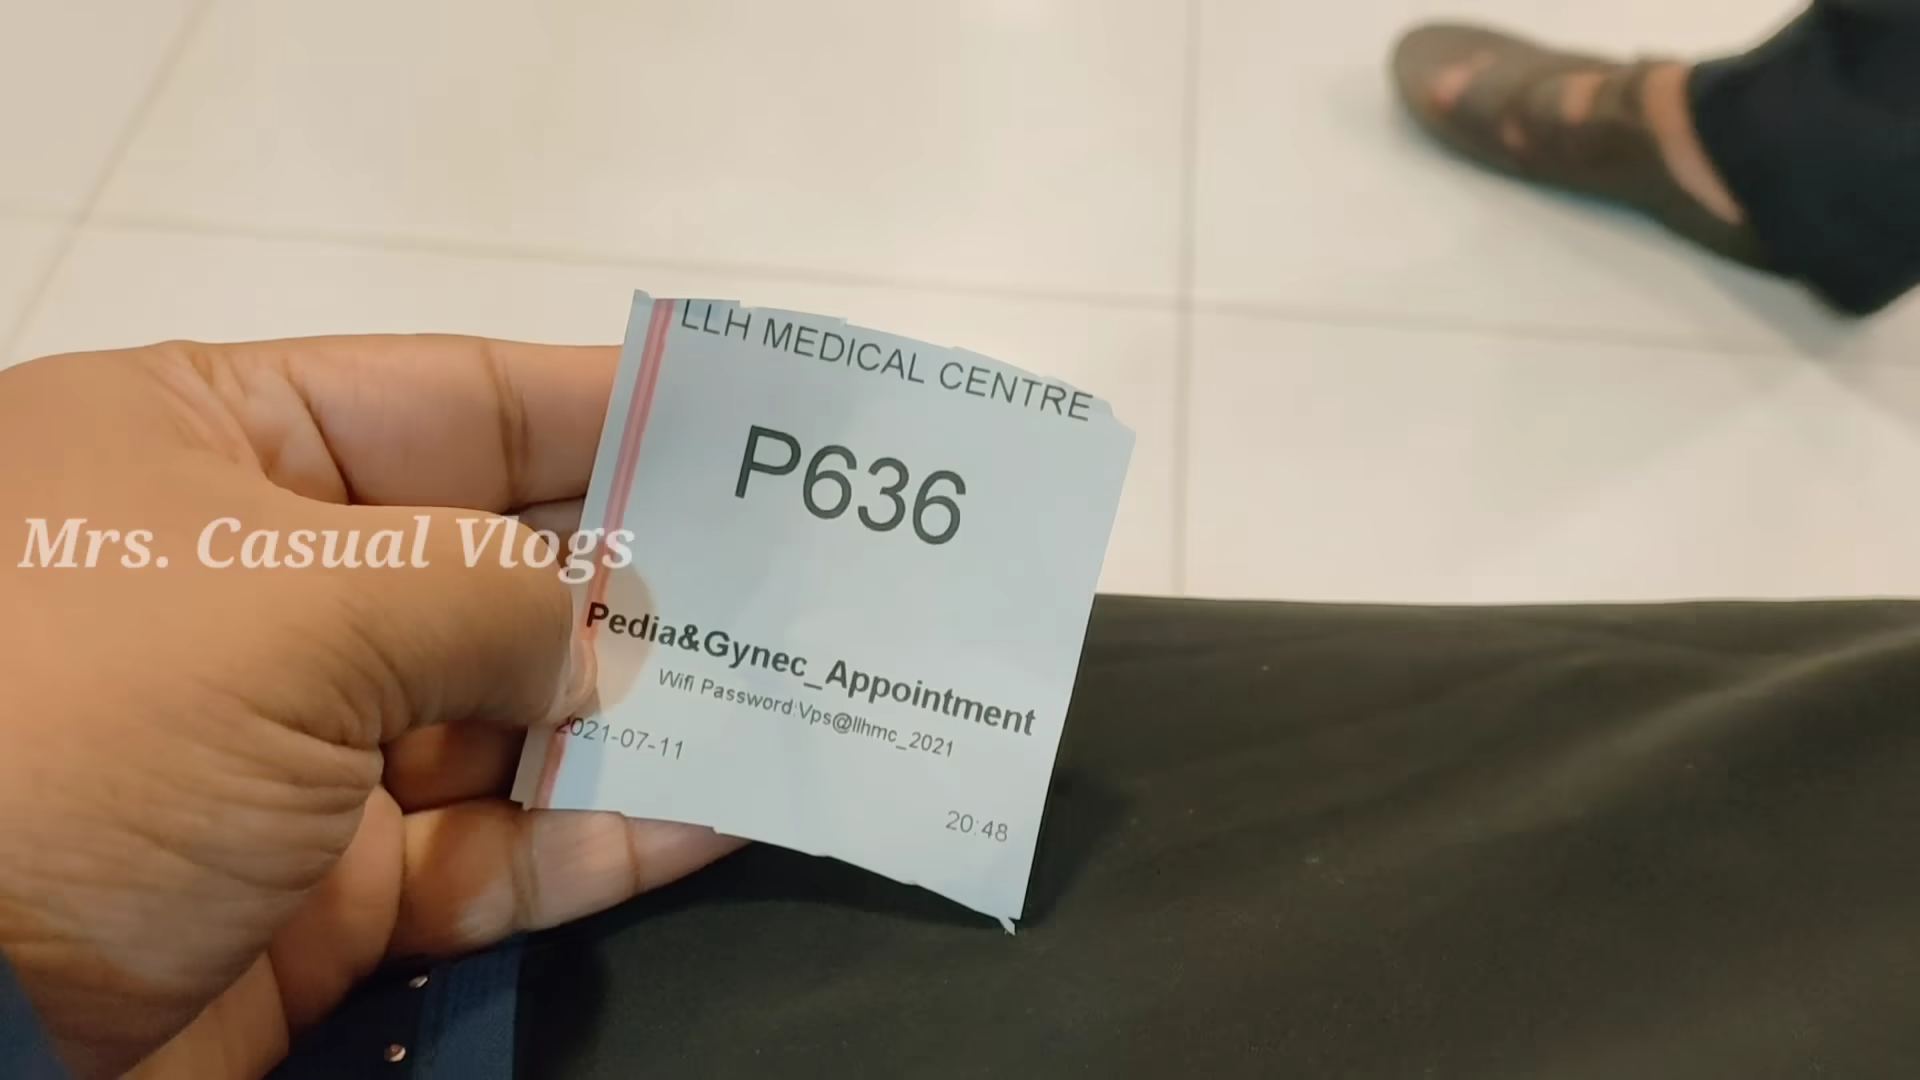 LLH MEDICAL CENTRE
P636
Mrs. Casual Vlogs
Pedia&Gynec_Appointment
Wifi Password:Vps@llhmc_2021
2021-07-11
20:48